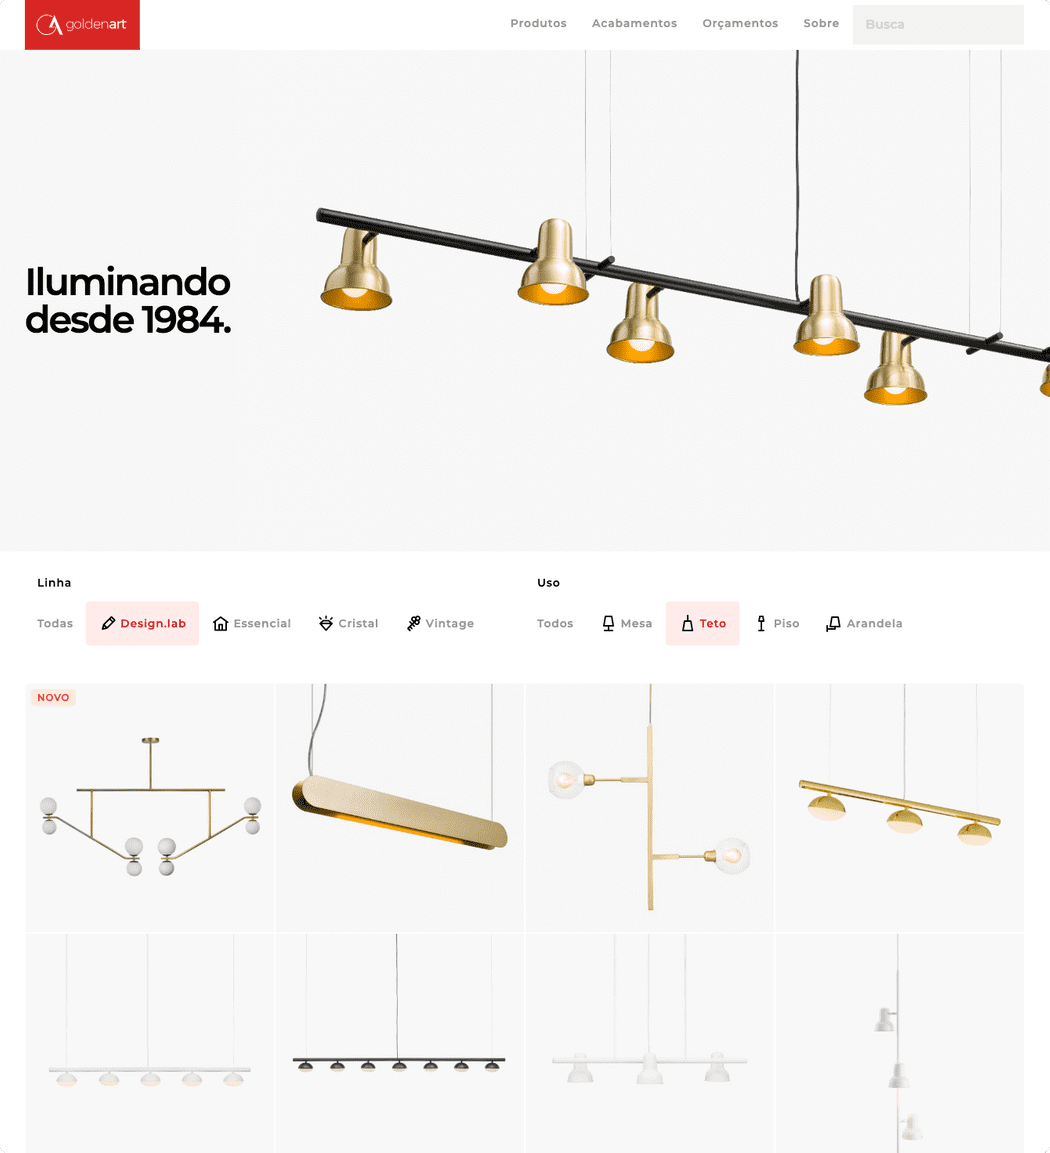 goldenart
Produtos
Acabamentos
Orçamentos
Sobre
Busca
Iluminando
desde 1984.
Linha
Todas
Design.lab
Essencial
Cristal
Vintage
Uso
Todos
Mesa
Teto
Piso
Arandela
NOVO